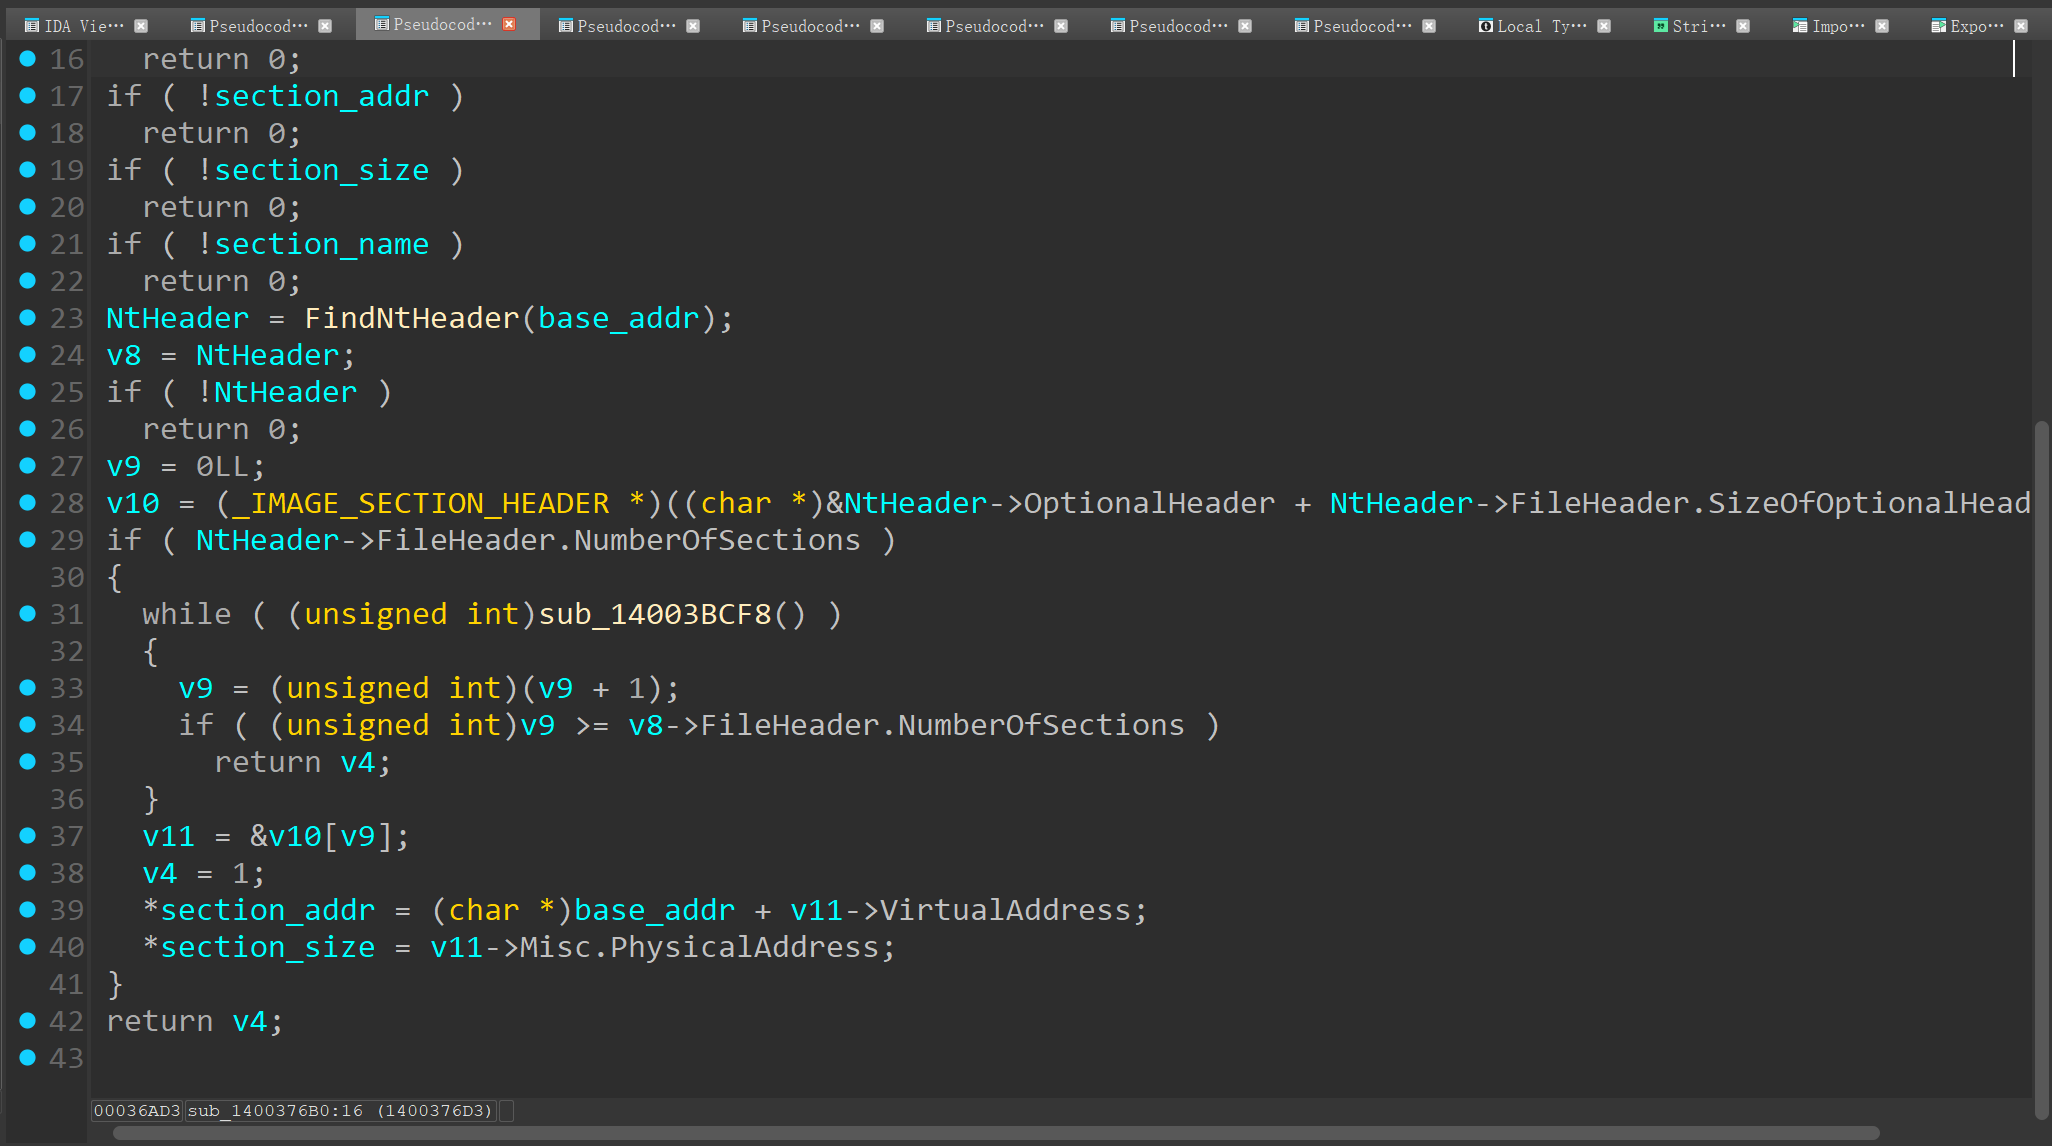 IDA Vie··· Pseudocod··· Pseudocod··· Pseudocod··· Pseudocod··· Pseudocod··· Pseudocod··· Pseudocod··· Local Ty··· Stri··· Impo··· Expo···
16   return 0;
17 if ( !section_addr )
18   return 0;
19 if ( !section_size )
20   return 0;
21 if ( !section_name )
22   return 0;
23 NtHeader = FindNtHeader(base_addr);
24 v8 = NtHeader;
25 if ( !NtHeader )
26   return 0;
27 v9 = 0LL;
28 v10 = (_IMAGE_SECTION_HEADER *)((char *)&NtHeader->OptionalHeader + NtHeader->FileHeader.SizeOfOptionalHead
29 if ( NtHeader->FileHeader.NumberOfSections )
30 {
31   while ( (unsigned int)sub_14003BCF8() )
32   {
33     v9 = (unsigned int)(v9 + 1);
34     if ( (unsigned int)v9 >= v8->FileHeader.NumberOfSections )
35       return v4;
36   }
37   v11 = &v10[v9];
38   v4 = 1;
39   *section_addr = (char *)base_addr + v11->VirtualAddress;
40   *section_size = v11->Misc.PhysicalAddress;
41 }
42 return v4;
43
00036AD3 sub_1400376B0:16 (1400376D3)